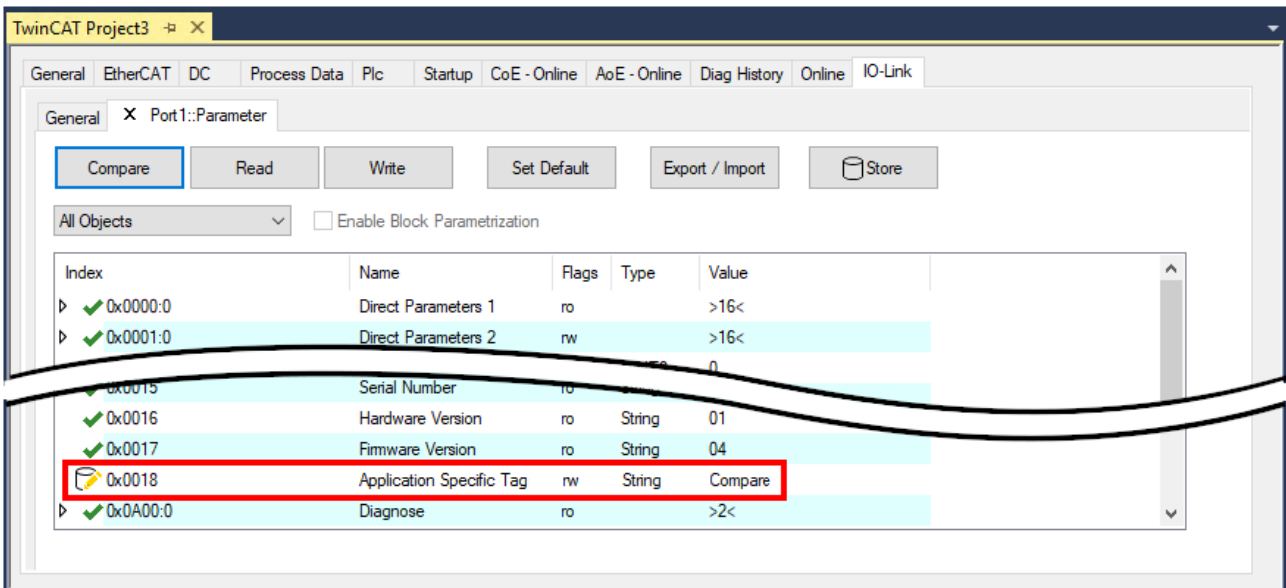 TwinCAT Project3
General EtherCAT DC Process Data Plc Startup CoE - Online AoE - Online Diag History Online IO-Link
General X Port1::Parameter
Compare Read Write Set Default Export / Import Store
All Objects Enable Block Parametrization
Index Name Flags Type Value
0x0000:0 Direct Parameters 1 ro >16<
0x0001:0 Direct Parameters 2 rw >16<
0
0x0015 Serial Number ro
0x0016 Hardware Version ro String 01
0x0017 Firmware Version ro String 04
0x0018 Application Specific Tag rw String Compare
0x0A00:0 Diagnose ro >2<